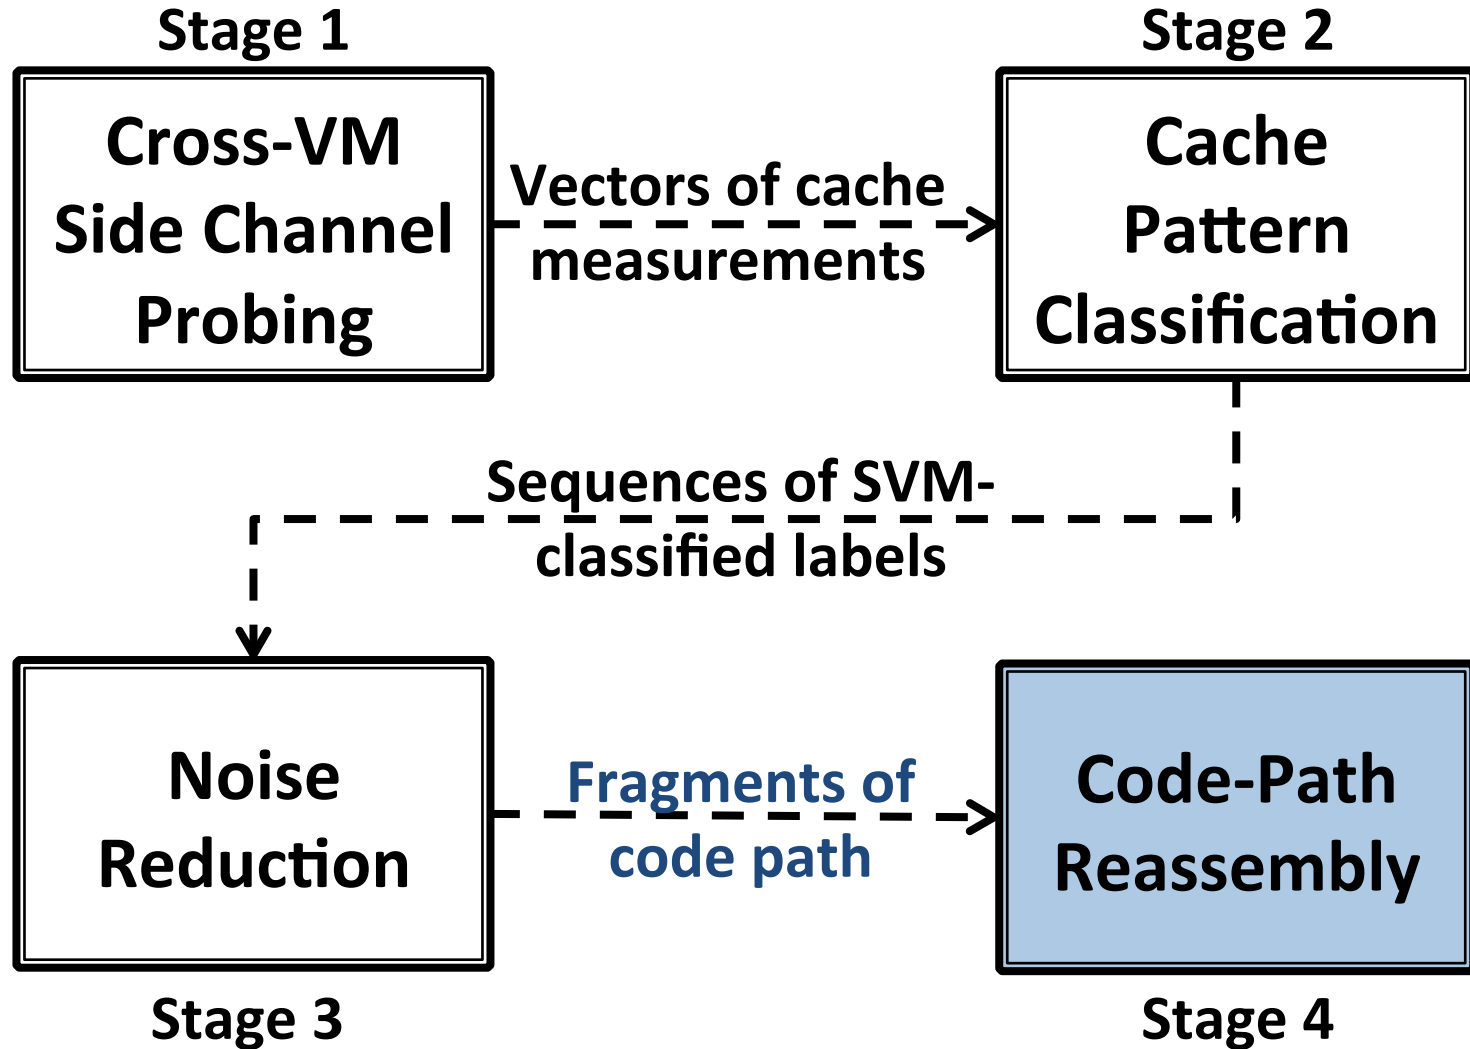 Stage 1
Cross-VM
Side Channel
Probing
Vectors of cache
measurements
Stage 2
Cache
Pattern
Classification
Sequences of SVM-
classified labels
Noise
Reduction
Stage 3
Fragments of
code path
Code-Path
Reassembly
Stage 4